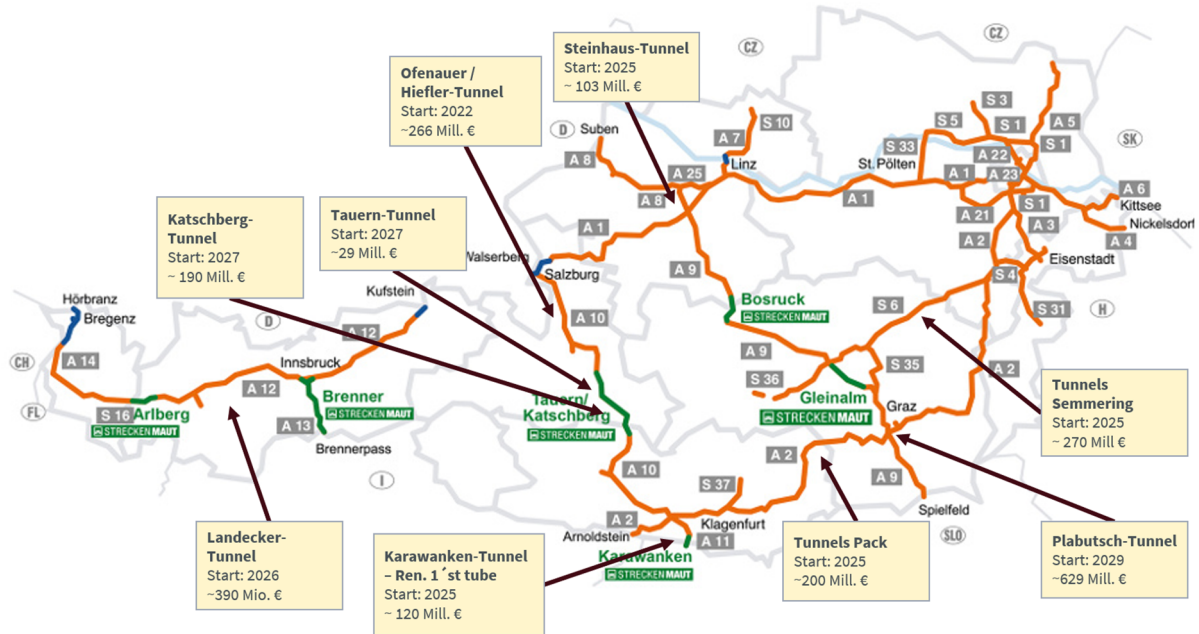 Steinhaus-Tunnel
Start: 2025
~ 103 Mill. €
Ofenauer /
Hiefler-Tunnel
Start: 2022
~266 Mill. €
Katschberg-
Tunnel
Start: 2027
~ 190 Mill. €
Tauern-Tunnel
Start: 2027
~29 Mill. €
CZ
CZ
D
Suben
A 8
A 25
A 8
A 7
S 10
Linz
A 1
S 33
St.Pölten
S 5
S 3
S 1
A 5
S 1
SK
A 22
A 1
A 23
A 1
A 21
S 1
A 3
A 2
A 6
Kittsee
Nickelsdorf
A 4
Eisenstadt
S 4
S 31
H
Walserberg
Salzburg
A 9
A 10
Bosruck
STRECKENMAUT
S 6
Hörbranz
Bregenz
D
Kufstein
A 12
CH
A 14
Innsbruck
A 12
FL
S 16
Arlberg
STRECKENMAUT
Brenner
STRECKENMAUT
A 13
Brennerpass
I
Tauern/
Katschberg
STRECKENMAUT
A 9
S 36
S 35
A 2
Gleinalm
STRECKENMAUT
Graz
A 2
A 9
Spielfeld
SLO
A 10
S 37
A 2
Arnoldstein
Klagenfurt
A 11
Karawanken
STRECKENMAUT
Tunnels
Semmering
Start: 2025
~ 270 Mill €
Landecker-
Tunnel
Start: 2026
~390 Mio. €
Karawanken-Tunnel
– Ren. 1´st tube
Start: 2025
~ 120 Mill. €
Tunnels Pack
Start: 2025
~200 Mill. €
Plabutsch-Tunnel
Start: 2029
~629 Mill. €